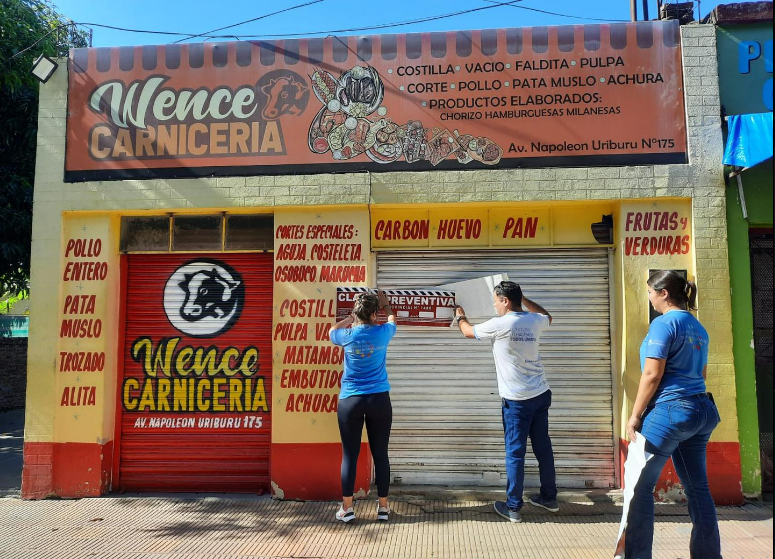 Wence
CARNICERIA
COSTILLA • VACIO • FALDITA • PULPA
• CORTE • POLLO • PATA MUSLO • ACHURA
• PRODUCTOS ELABORADOS:
CHORIZO HAMBURGUESAS MILANESAS
Av. Napoleon Uriburu N°175
POLLO
ENTERO
PATA
MUSLO
TROZADO
ALITA
Wence
CARNICERIA
AV. NAPOLEON URIBURU 175
CORTES ESPECIALES:
AGUJA, COSTELETA,
OSOBUCO, MARUCHA
COSTILL
PULPA VA
MATAMB
EMBUTIDO
ACHURA
CARBON HUEVO PAN
FRUTAS Y
VERDURAS
CLA PREVENTIVA
P